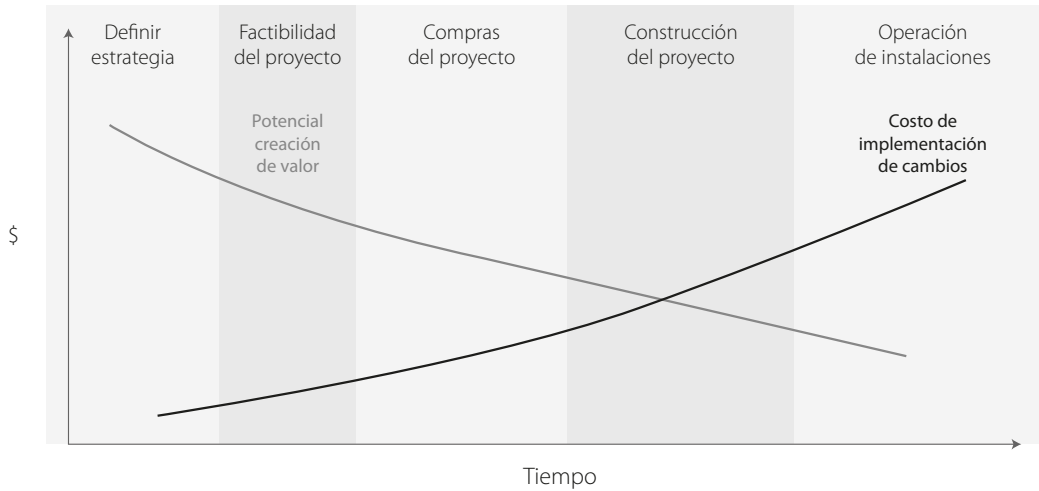 Definir
estrategia
Factibilidad
del proyecto
Compras
del proyecto
Construcción
del proyecto
Operación
de instalaciones
Potencial
creación
de valor
Costo de
implementación
de cambios
$
Tiempo